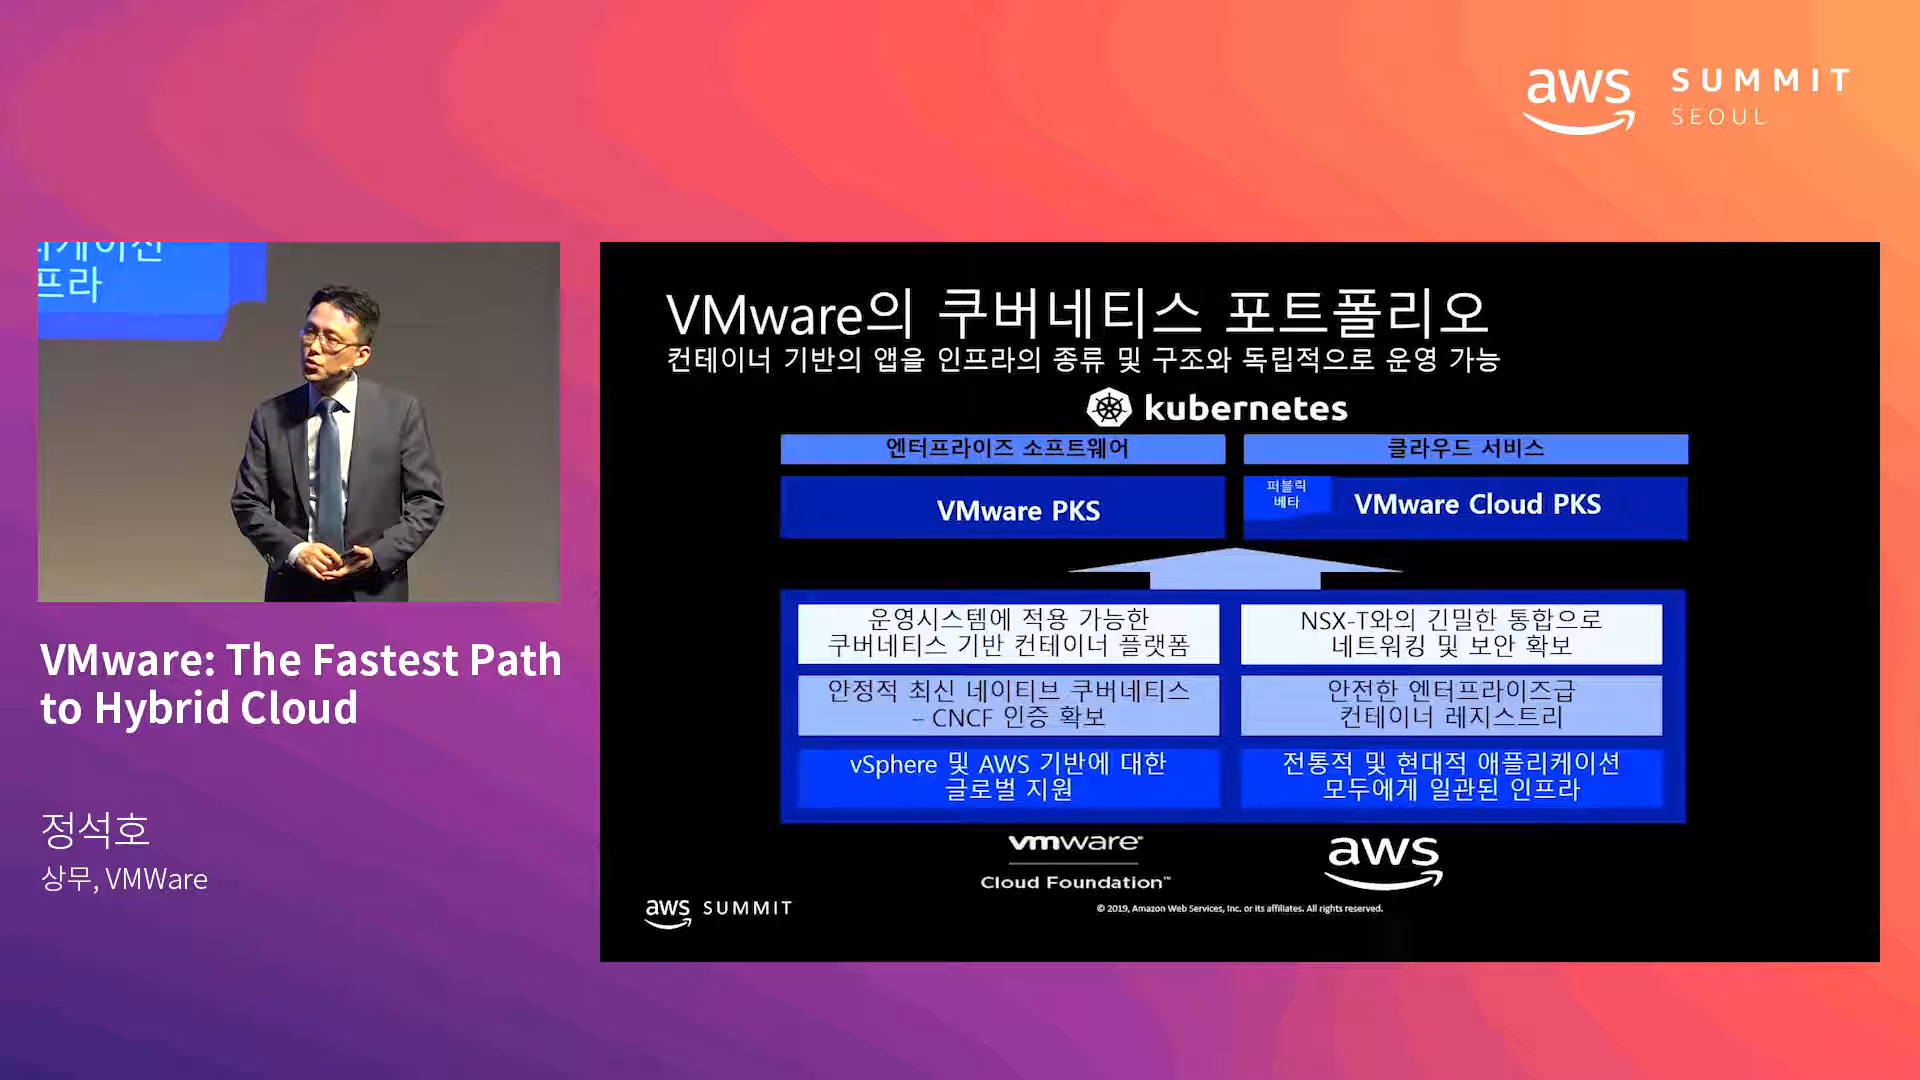 aws SUMMIT
SEOUL
프라
VMware: The Fastest Path
to Hybrid Cloud
정석호
상무, VMWare
VMware의 쿠버네티스 포트폴리오
컨테이너 기반의 앱을 인프라의 종류 및 구조와 독립적으로 운영 가능
kubernetes
엔터프라이즈 소프트웨어
클라우드 서비스
VMware PKS
퍼블릭
베타
VMware Cloud PKS
운영시스템에 적용 가능한
쿠버네티스 기반 컨테이너 플랫폼
NSX-T와의 긴밀한 통합으로
네트워킹 및 보안 확보
안정적 최신 네이티브 쿠버네티스
– CNCF 인증 확보
안전한 엔터프라이즈급
컨테이너 레지스트리
vSphere 및 AWS 기반에 대한
글로벌 지원
전통적 및 현대적 애플리케이션
모두에게 일관된 인프라
vmware®
Cloud Foundation™
aws
aws SUMMIT
© 2019, Amazon Web Services, Inc. or its affiliates. All rights reserved.